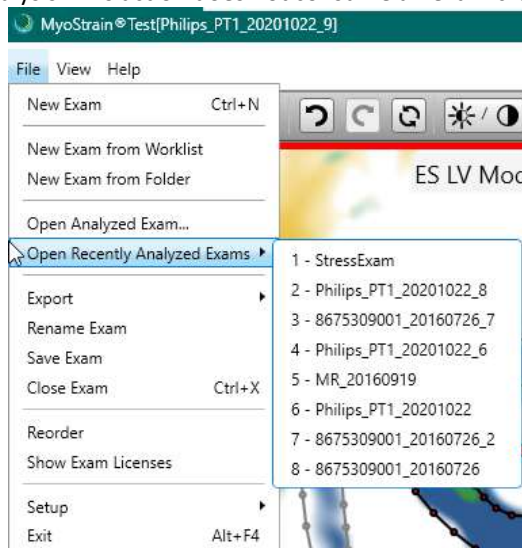 MyoStrain®Test[Philips_PT1_20201022_9]
File View Help
New Exam Ctrl+N
New Exam from Worklist
New Exam from Folder
Open Analyzed Exam...
Open Recently Analyzed Exams
Export
Rename Exam
Save Exam
Close Exam Ctrl+X
Reorder
Show Exam Licenses
Setup
Exit Alt+F4
ES LV Mod
1 - StressExam
2 - Philips_PT1_20201022_8
3 - 8675309001_20160726_7
4 - Philips_PT1_20201022_6
5 - MR_20160919
6 - Philips_PT1_20201022
7 - 8675309001_20160726_2
8 - 8675309001_20160726